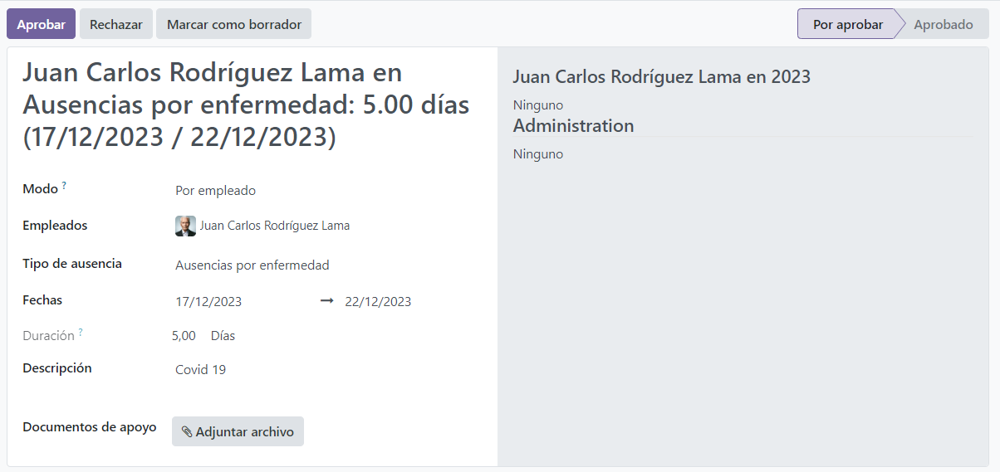 Aprobar Rechazar Marcar como borrador Por aprobar Aprobado
Juan Carlos Rodríguez Lama en
Ausencias por enfermedad: 5.00 días
(17/12/2023 / 22/12/2023)
Modo ? Por empleado
Empleados Juan Carlos Rodríguez Lama
Tipo de ausencia Ausencias por enfermedad
Fechas 17/12/2023 → 22/12/2023
Duración ? 5,00 Días
Descripción Covid 19
Documentos de apoyo Adjuntar archivo
Juan Carlos Rodríguez Lama en 2023
Ninguno
Administration
Ninguno